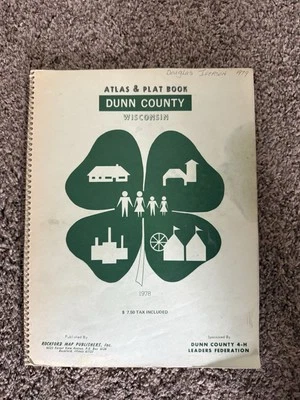 ATLAS & PLAT BOOK
DUNN COUNTY
WISCONSIN
1978
$ 7.50 TAX INCLUDED
Published By
ROCKFORD MAP PUBLISHERS, Inc.
Sponsored By
DUNN COUNTY 4-H
LEADERS FEDERATION